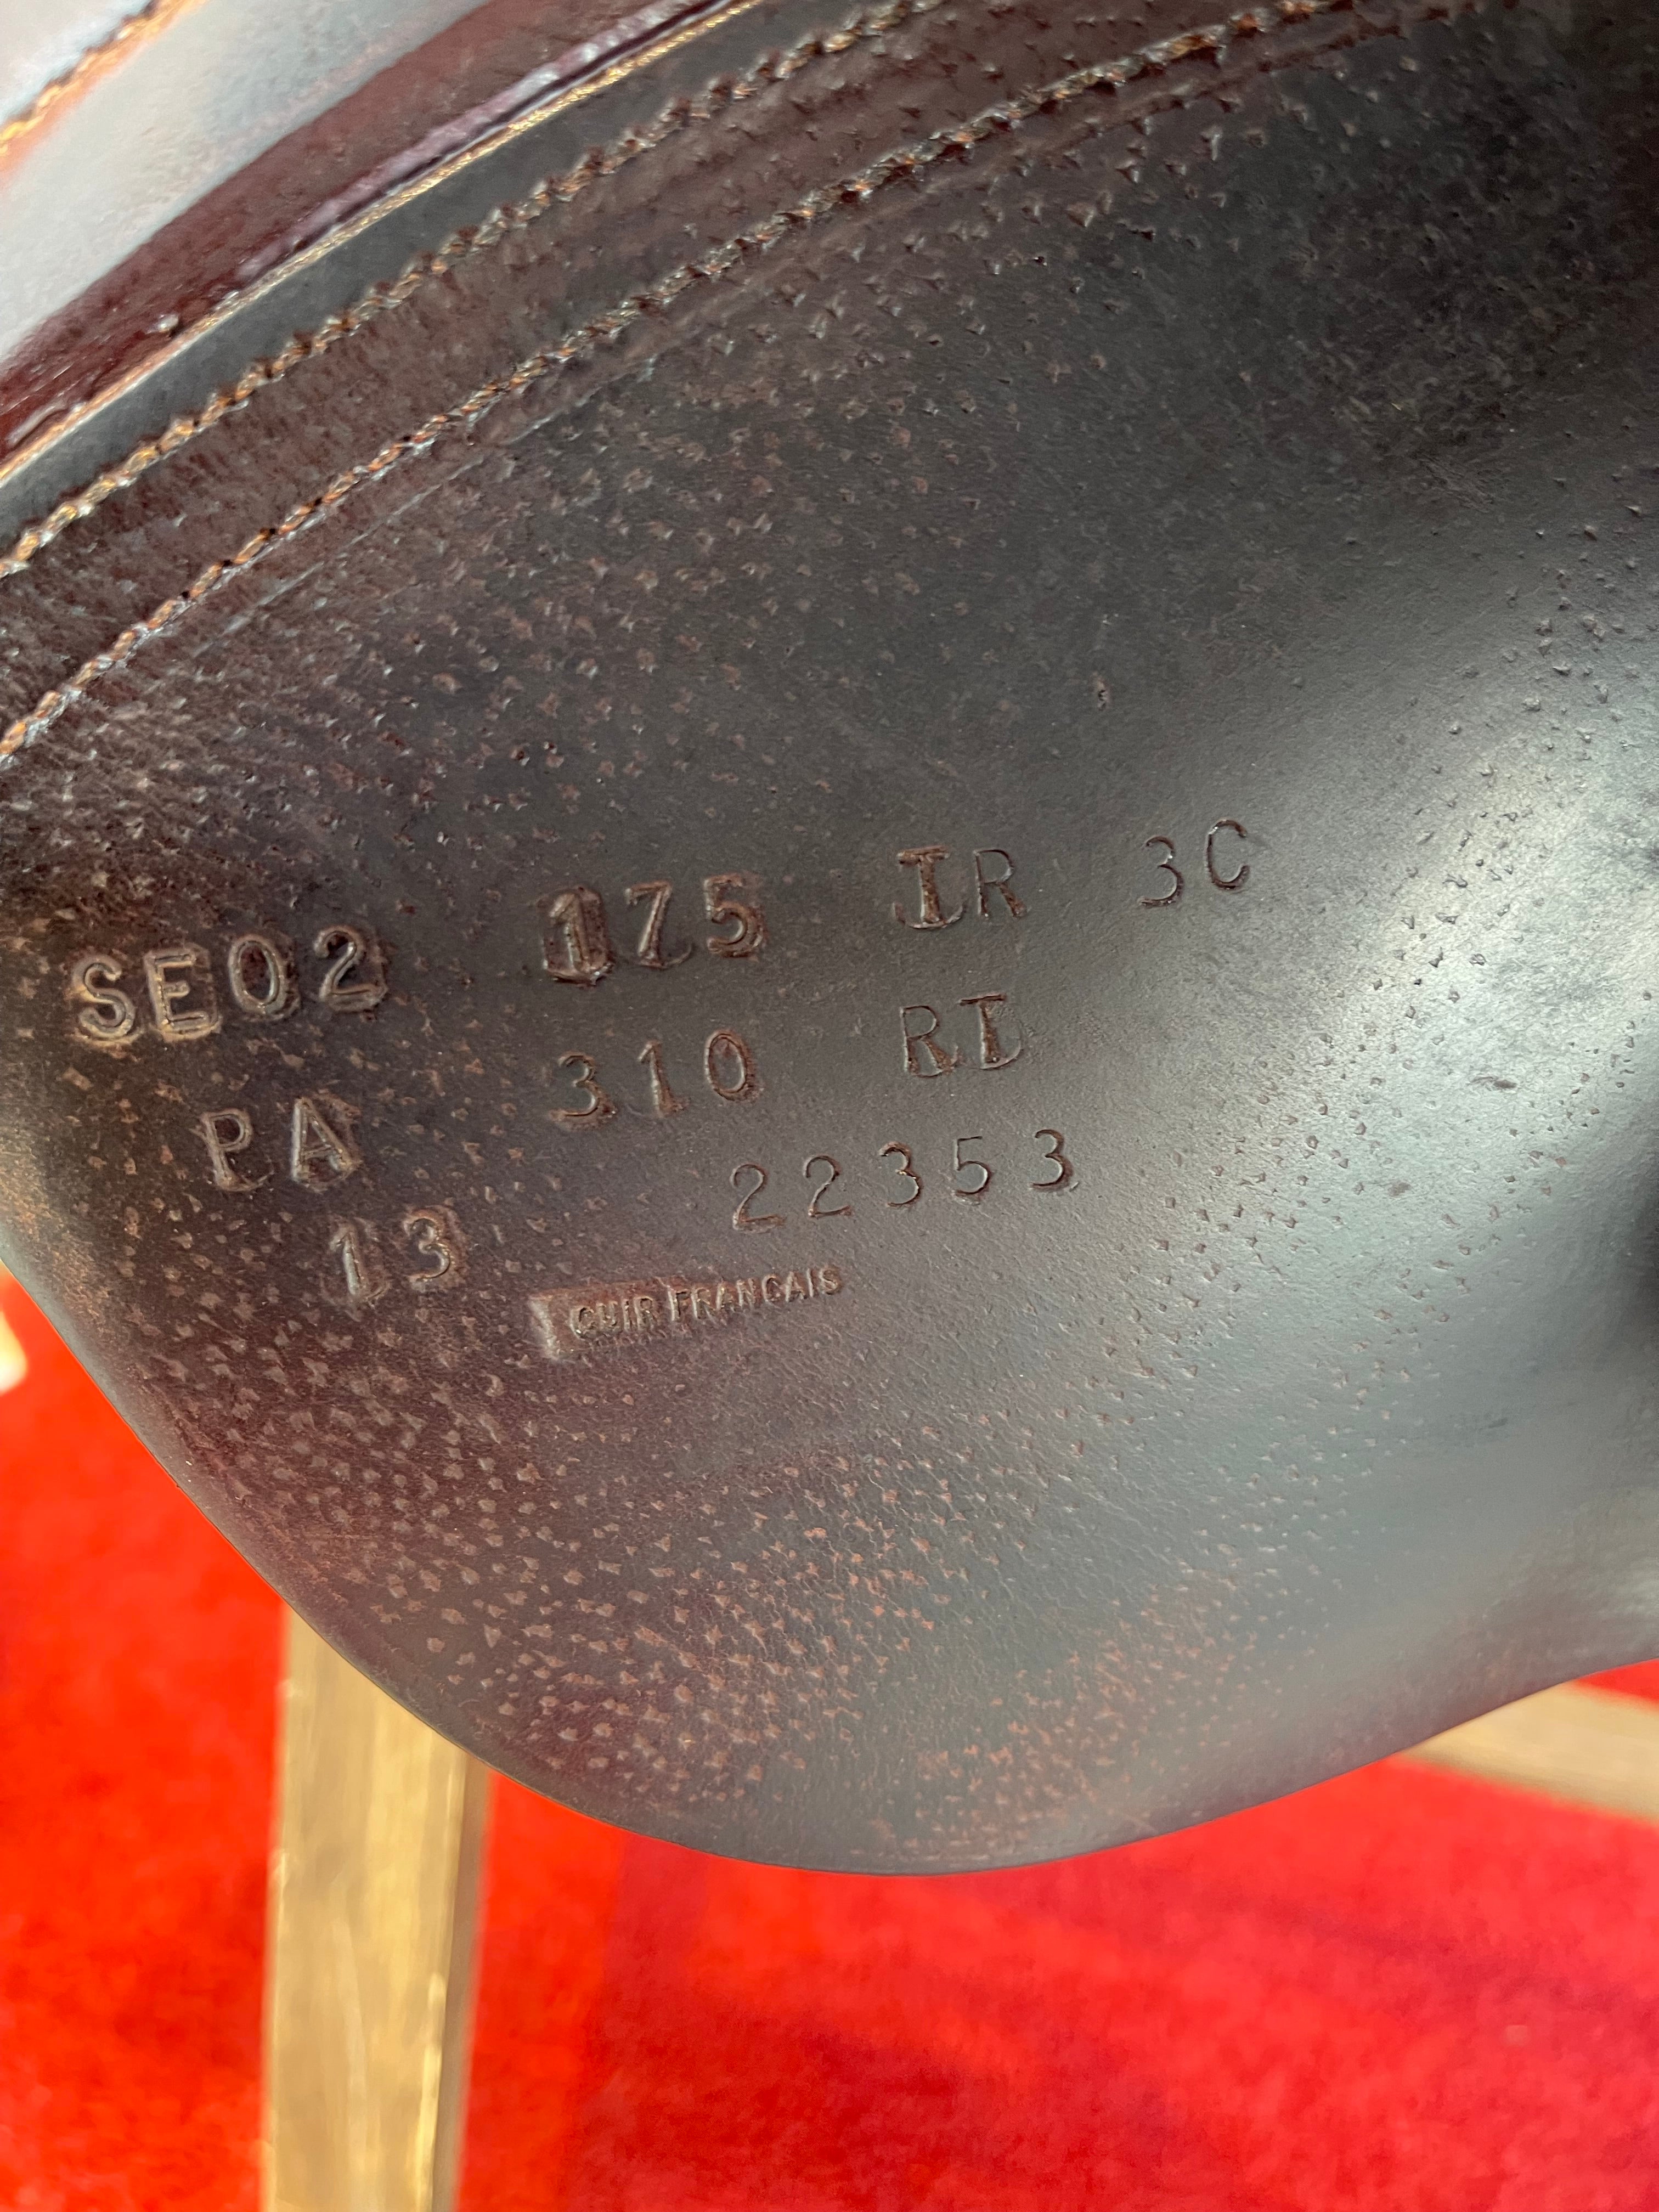 SE02 175 IR 3C
PA 310 RI
13 22353
CUIR FRANCAIS